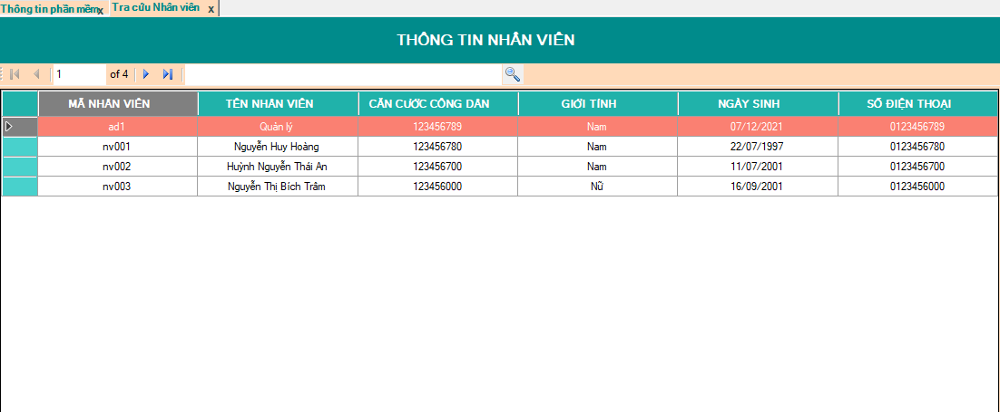 Thông tin phần mềm x Tra cứu Nhân viên x
THÔNG TIN NHÂN VIÊN
1 of 4
MÃ NHÂN VIÊN TÊN NHÂN VIÊN CĂN CƯỚC CÔNG DÂN GIỚI TÍNH NGÀY SINH SỐ ĐIỆN THOẠI
ad1 Quản lý 123456789 Nam 07/12/2021 0123456789
nv001 Nguyễn Huy Hoàng 123456780 Nam 22/07/1997 0123456780
nv002 Huỳnh Nguyễn Thái An 123456700 Nam 11/07/2001 0123456700
nv003 Nguyễn Thị Bích Trâm 123456000 Nữ 16/09/2001 0123456000